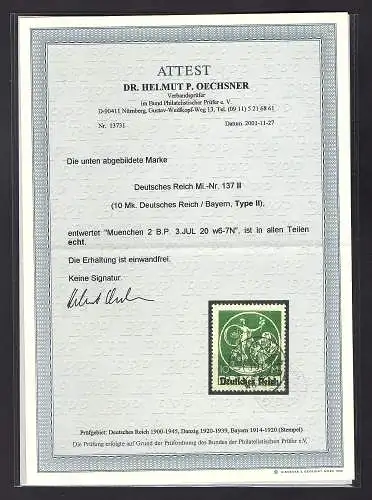 ATTEST
DR. HELMUT P. OECHSNER
Verbandsprüfer
im Bund Philatelistischer Prüfer e. V.
D-90411 Nürnberg, Gustav-Weißkopf-Weg 13, Tel. (09 11) 5 21 68 61
Nr. 13731
Datum. 2001-11-27
Die unten abgebildete Marke
Deutsches Reich Mi.-Nr. 137 II
(10 Mk. Deutsches Reich / Bayern, Type II),
entwertet "Muenchen 2 B.P. 3.JUL 20 w6-7N", ist in allen Teilen
echt.
Die Erhaltung ist einwandfrei.
Keine Signatur.
10
Deutsches Reich
Prüfgebiet: Deutsches Reich 1900-1945, Danzig 1920-1939, Bayern 1914-1920 (Stempel)
Die Prüfung erfolgte auf Grund der Prüfordnung des Bundes der Philatelistischen Prüfer e.V.